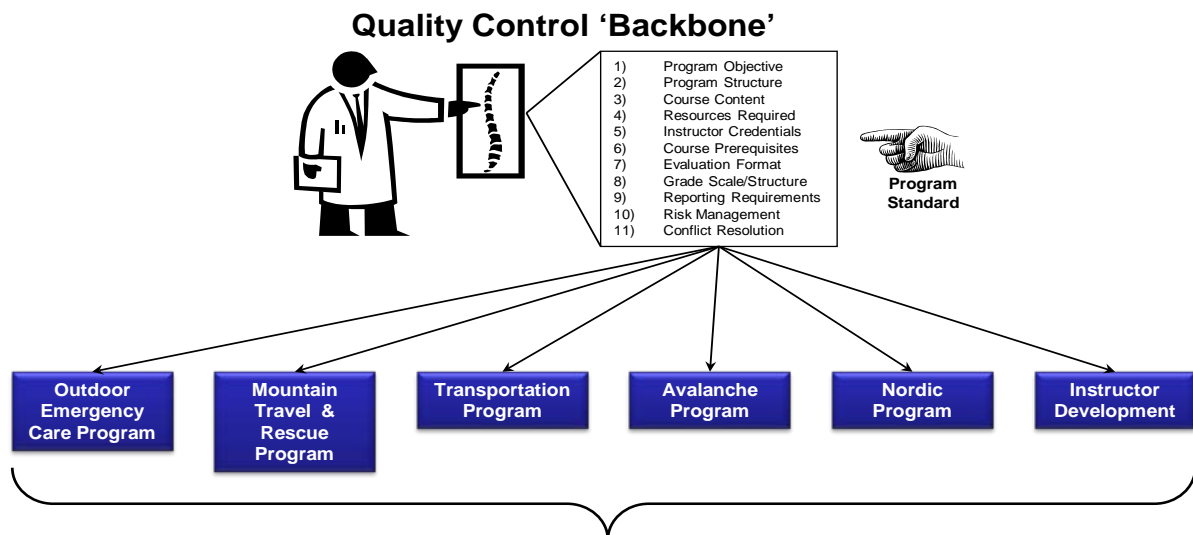 Quality Control ‘Backbone’
1) Program Objective
2) Program Structure
3) Course Content
4) Resources Required
5) Instructor Credentials
6) Course Prerequisites
7) Evaluation Format
8) Grade Scale/Structure
9) Reporting Requirements
10) Risk Management
11) Conflict Resolution
Program
Standard
Outdoor
Emergency
Care Program
Mountain
Travel &
Rescue
Program
Transportation
Program
Avalanche
Program
Nordic
Program
Instructor
Development